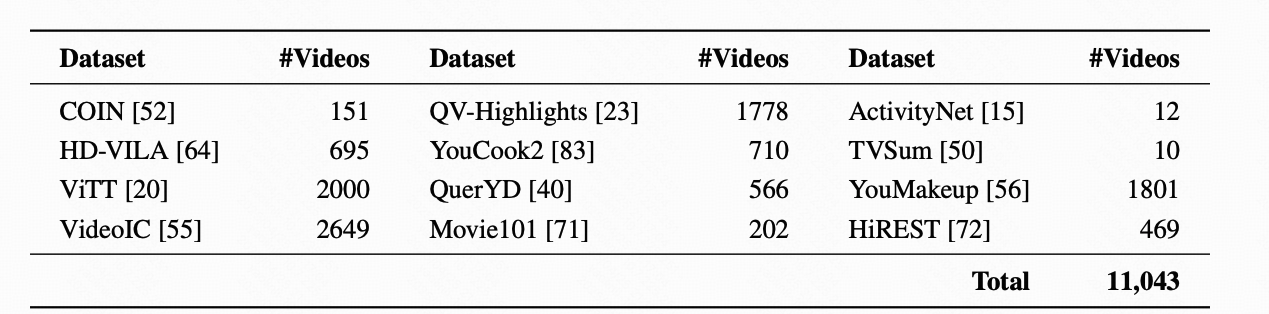 Dataset #Videos Dataset #Videos Dataset #Videos
COIN [52] 151 QV-Highlights [23] 1778 ActivityNet [15] 12
HD-VILA [64] 695 YouCook2 [83] 710 TVSum [50] 10
ViTT [20] 2000 QuerYD [40] 566 YouMakeup [56] 1801
VideoIC [55] 2649 Movie101 [71] 202 HiREST [72] 469
Total 11,043